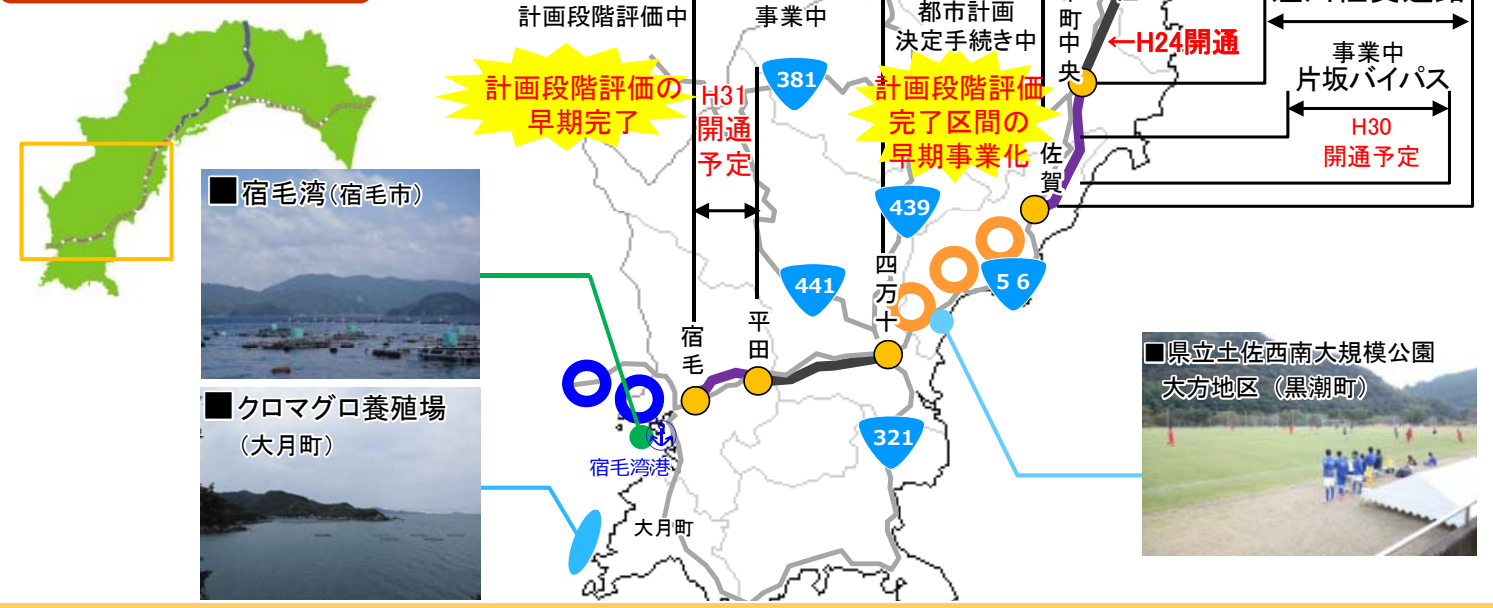 計画段階評価中
事業中
都市計画
決定手続き中
町中央
←H24開通
事業中
片坂バイパス
H30
開通予定
計画段階評価の
早期完了
H31
開通
予定
381
計画段階評価
完了区間の
早期事業化
佐賀
439
56
441
四万十
平田
宿毛
321
宿毛湾港
大月町
■宿毛湾(宿毛市)
■クロマグロ養殖場
(大月町)
■県立土佐西南大規模公園
大方地区(黒潮町)